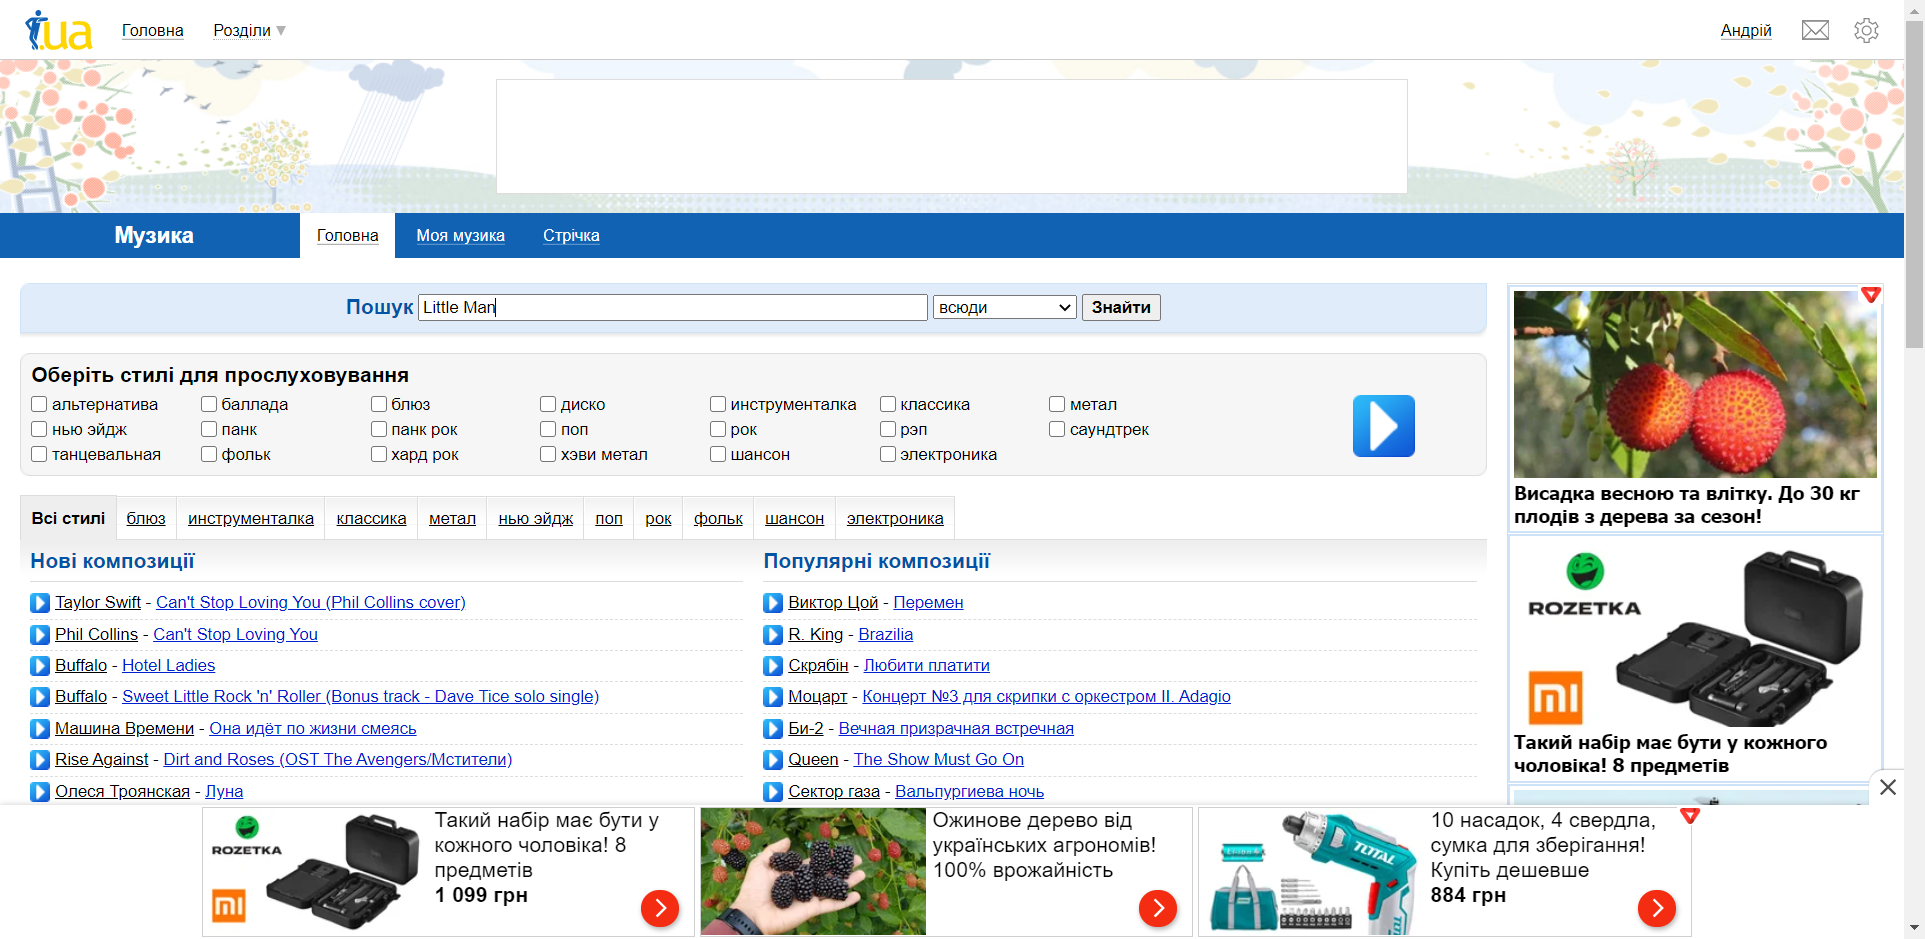 i.ua Головна Розділи Андрій
Музика Головна Моя музика Стрічка
Пошук Little Man всюди Знайти
Оберіть стилі для прослуховування
альтернатива баллада блюз диско инструменталка классика метал
нью эйдж панк панк рок поп рок рэп саундтрек
танцевальная фольк хард рок хэви метал шансон электроника
Всі стилі блюз инструменталка классика метал нью эйдж поп рок фольк шансон электроника
Нові композиції
Taylor Swift - Can't Stop Loving You (Phil Collins cover)
Phil Collins - Can't Stop Loving You
Buffalo - Hotel Ladies
Buffalo - Sweet Little Rock 'n' Roller (Bonus track - Dave Tice solo single)
Машина Времени - Она идёт по жизни смеясь
Rise Against - Dirt and Roses (OST The Avengers/Мстители)
Олеся Троянская - Луна
Популярні композиції
Виктор Цой - Перемен
R. King - Brazilia
Скрябін - Любити платити
Моцарт - Концерт №3 для скрипки с оркестром II. Adagio
Би-2 - Вечная призрачная встречная
Queen - The Show Must Go On
Сектор газа - Вальпургиева ночь
Висадка весною та влітку. До 30 кг
плодів з дерева за сезон!
ROZETKA
mi
Такий набір має бути у кожного
чоловіка! 8 предметів
ROZETKA
mi
Такий набір має бути у
кожного чоловіка! 8
предметів
1 099 грн
Ожинове дерево від
українських агрономів!
100% врожайність
TOTAL
10 насадок, 4 свердла,
сумка для зберігання!
Купіть дешевше
884 грн